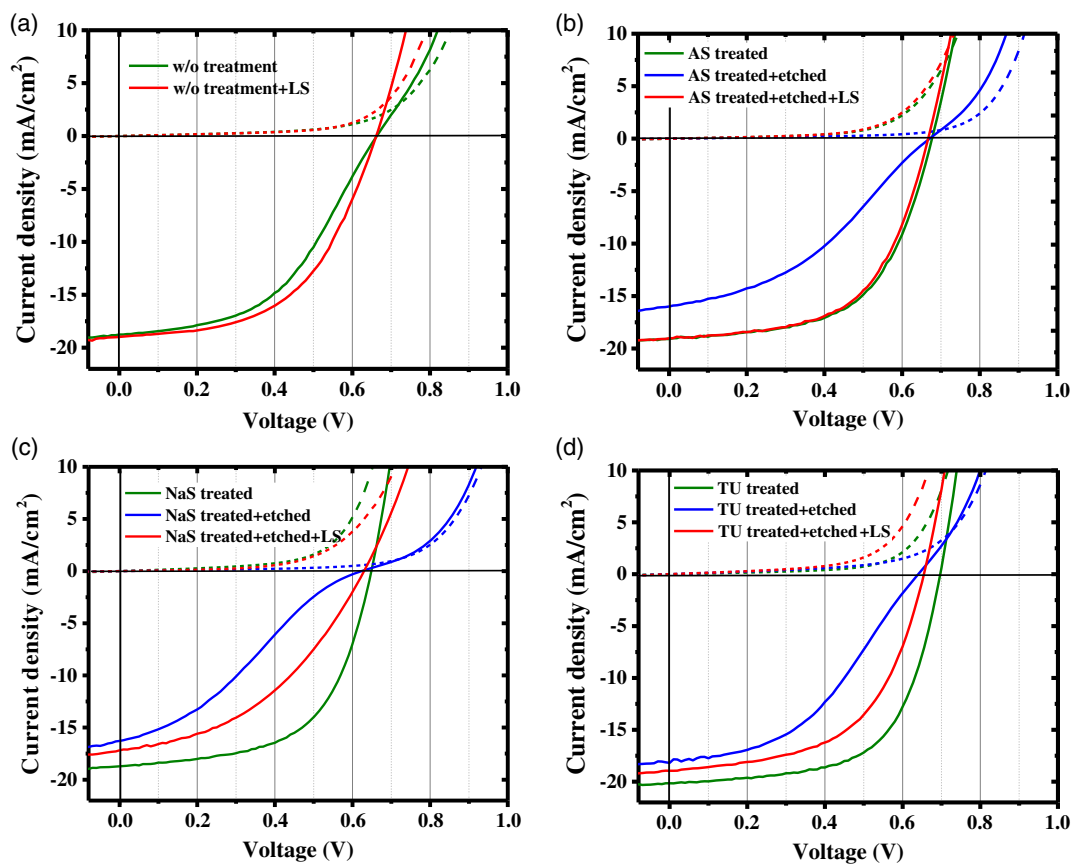 (a)
10
5
0
-5
-10
-15
-20
Current density (mA/cm²)
w/o treatment
w/o treatment+LS
0.0 0.2 0.4 0.6 0.8 1.0
Voltage (V)
(b)
10
5
0
-5
-10
-15
-20
Current density (mA/cm²)
AS treated
AS treated+etched
AS treated+etched+LS
0.0 0.2 0.4 0.6 0.8 1.0
Voltage (V)
(c)
10
5
0
-5
-10
-15
-20
Current density (mA/cm²)
NaS treated
NaS treated+etched
NaS treated+etched+LS
0.0 0.2 0.4 0.6 0.8 1.0
Voltage (V)
(d)
10
5
0
-5
-10
-15
-20
Current density (mA/cm²)
TU treated
TU treated+etched
TU treated+etched+LS
0.0 0.2 0.4 0.6 0.8 1.0
Voltage (V)